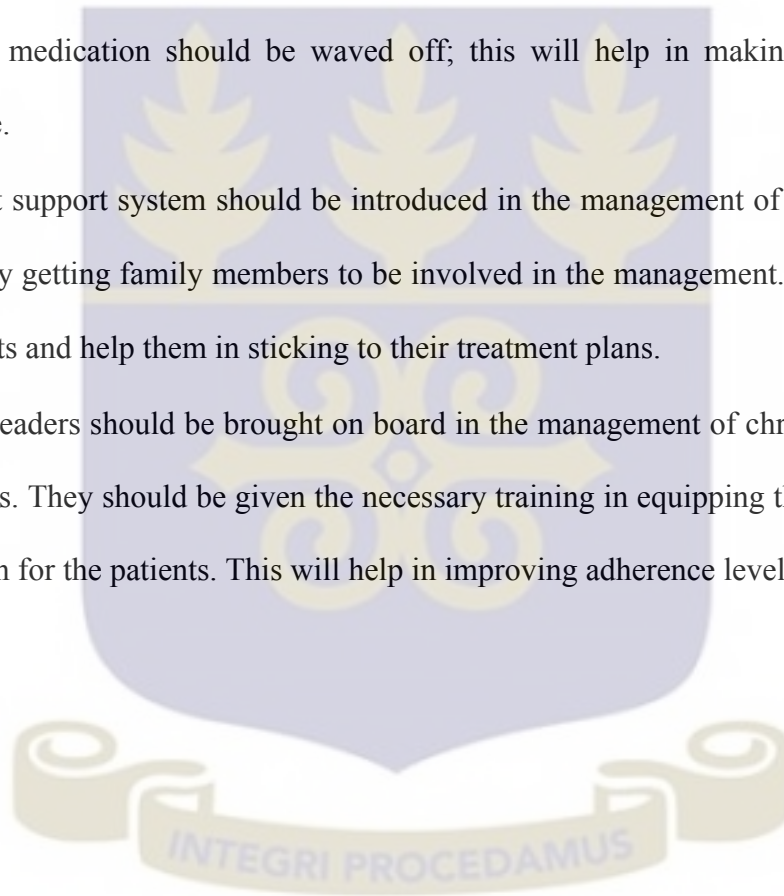 medication should be waved off; this will help in makin
e.
t support system should be introduced in the management of
y getting family members to be involved in the management.
ts and help them in sticking to their treatment plans.
eaders should be brought on board in the management of chr
s. They should be given the necessary training in equipping t
n for the patients. This will help in improving adherence level
INTEGRI PROCEDAMUS